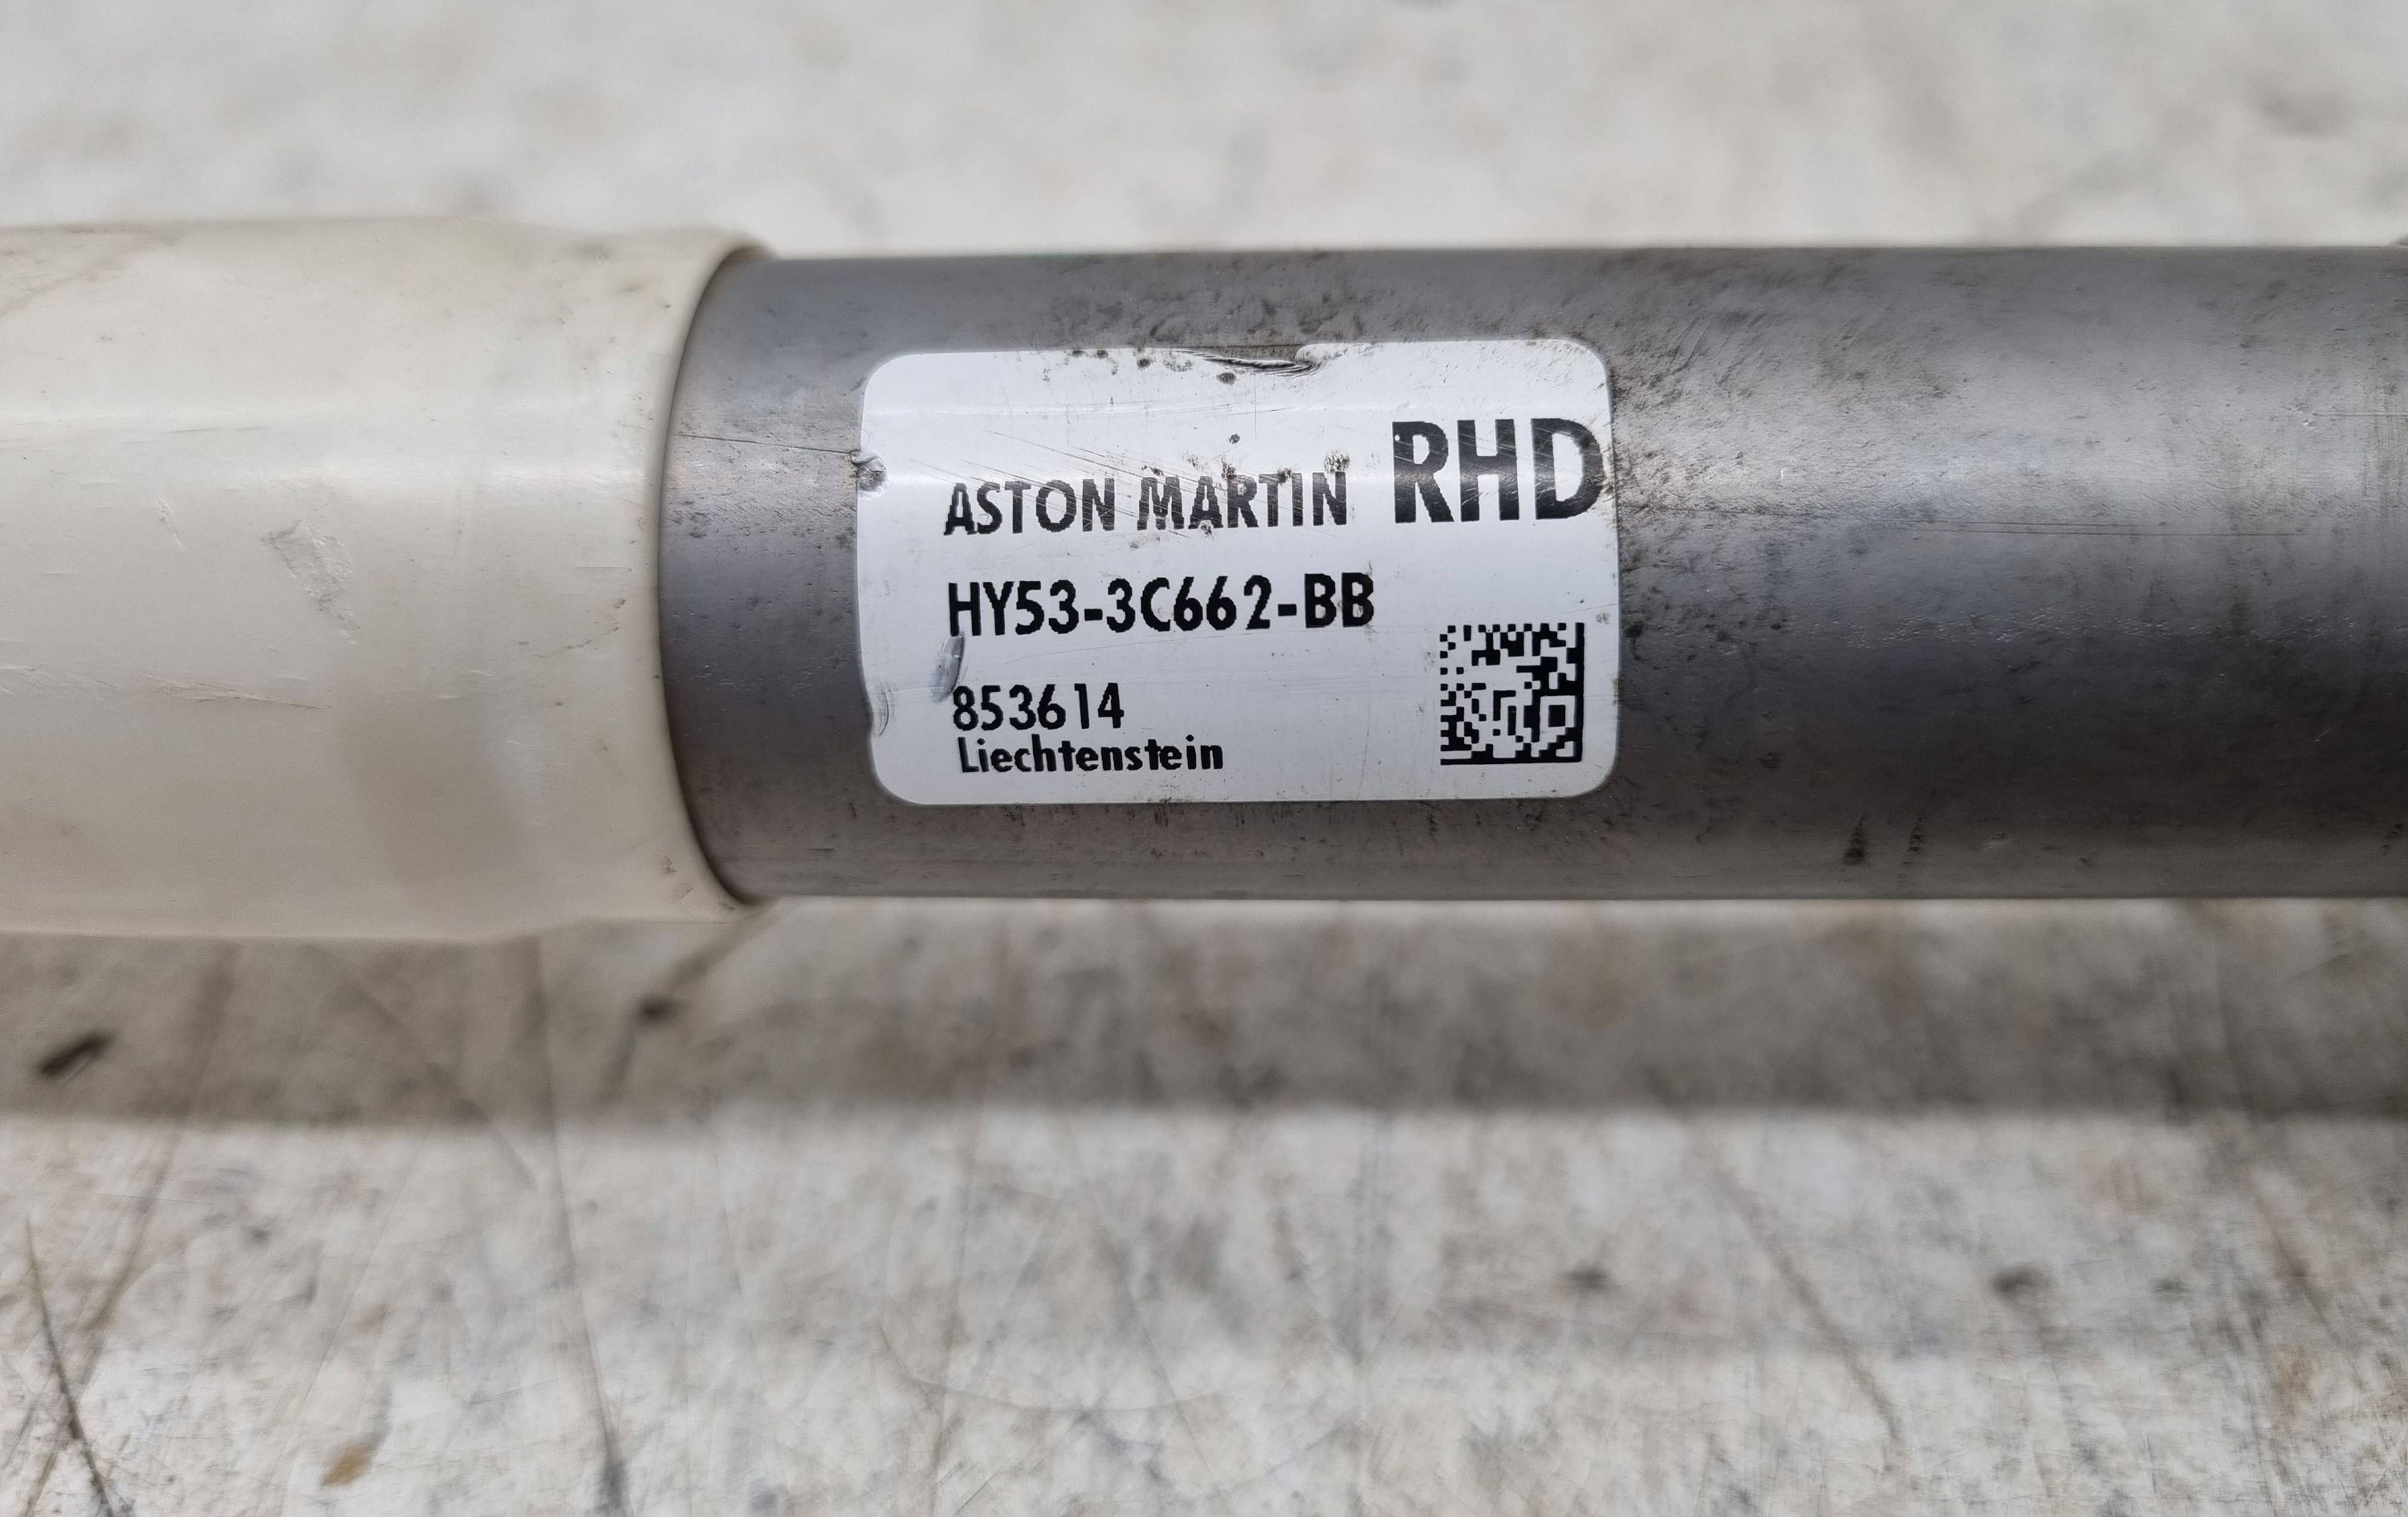 ASTON MARTIN RHD
HY53-3C662-BB
853614
Liechtenstein